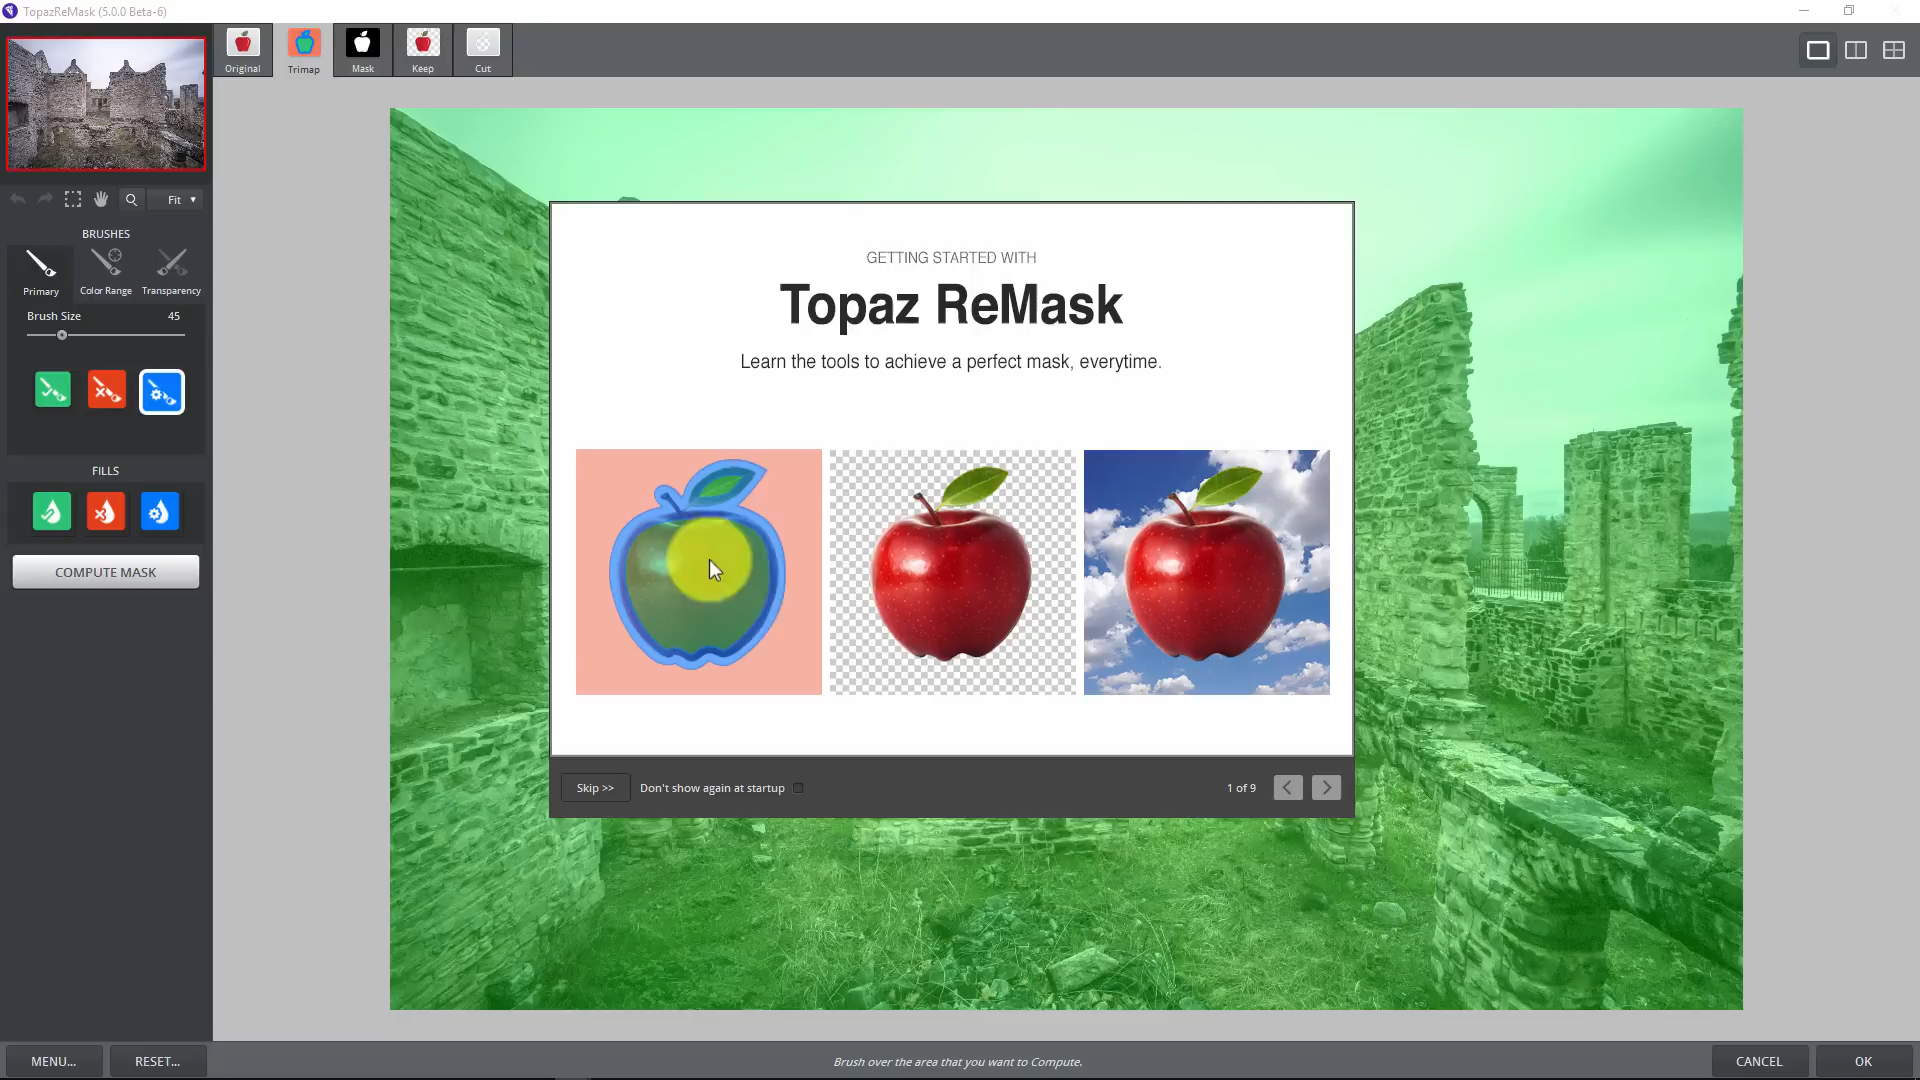 TopazReMask (5.0.0 Beta-6)
Original
Trimap
Mask
Keep
Cut
Fit
BRUSHES
Primary
Color Range
Transparency
Brush Size 45
FILLS
COMPUTE MASK
GETTING STARTED WITH
Topaz ReMask
Learn the tools to achieve a perfect mask, everytime.
Skip >>
Don't show again at startup
1 of 9
MENU...
RESET...
Brush over the area that you want to Compute.
CANCEL
OK